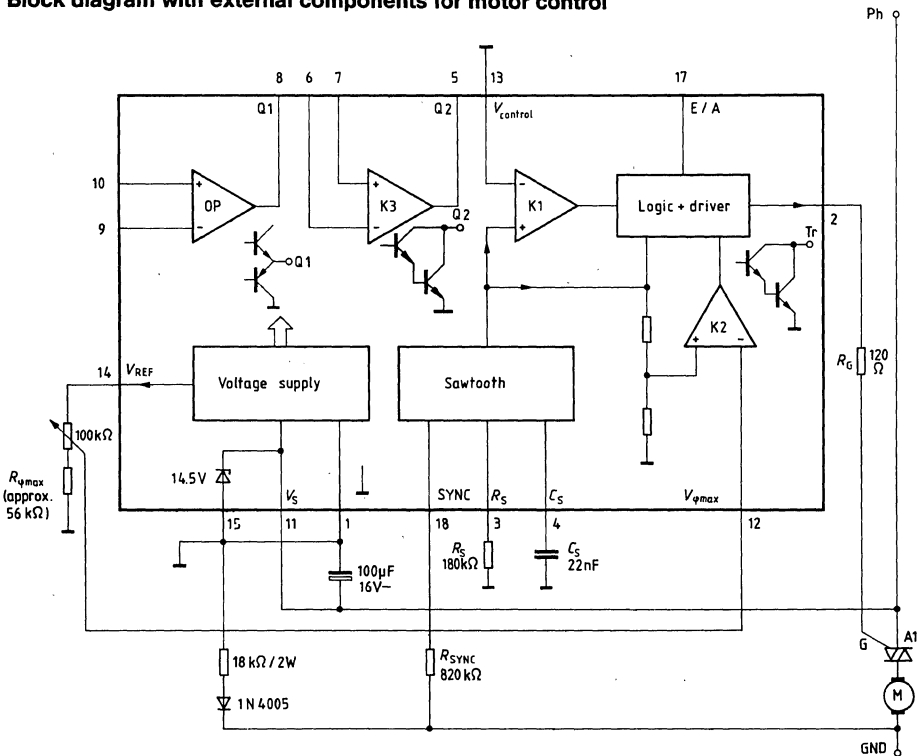 Block diagram with external components for motor control
Ph
8 6 7 5 13 17
Q1 Q2 Vcontrol E / A
10
+
OP
-
9
+
K3
-
-
K1
+
Logic + driver
2
Q1
Q2
Tr
K2
+ -
RG 120 Ω
14 VREF
Voltage supply
Sawtooth
100kΩ
Rφmax
(approx.
56 kΩ)
14.5V
VS SYNC RS CS Vφmax
15 11 1 18 3 4 12
RS
180kΩ
CS
22nF
100µF
16V–
18 kΩ / 2W
RSYNC
820 kΩ
1N 4005
G A1
M
GND